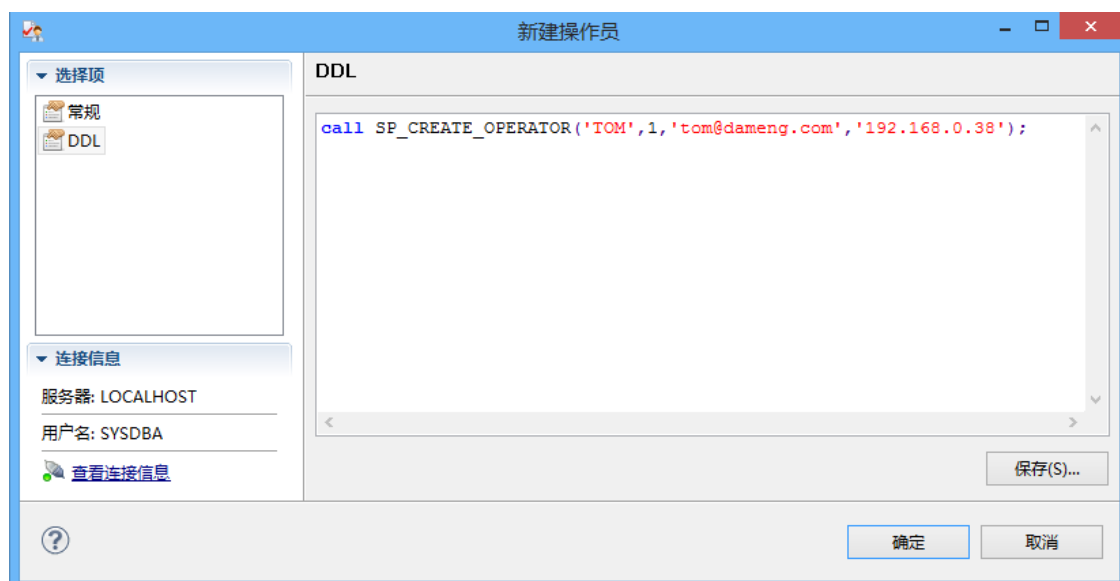 新建操作员
选择项
常规
DDL
连接信息
服务器: LOCALHOST
用户名: SYSDBA
查看连接信息
DDL
call SP_CREATE_OPERATOR('TOM',1,'tom@dameng.com','192.168.0.38');
保存(S)...
确定
取消